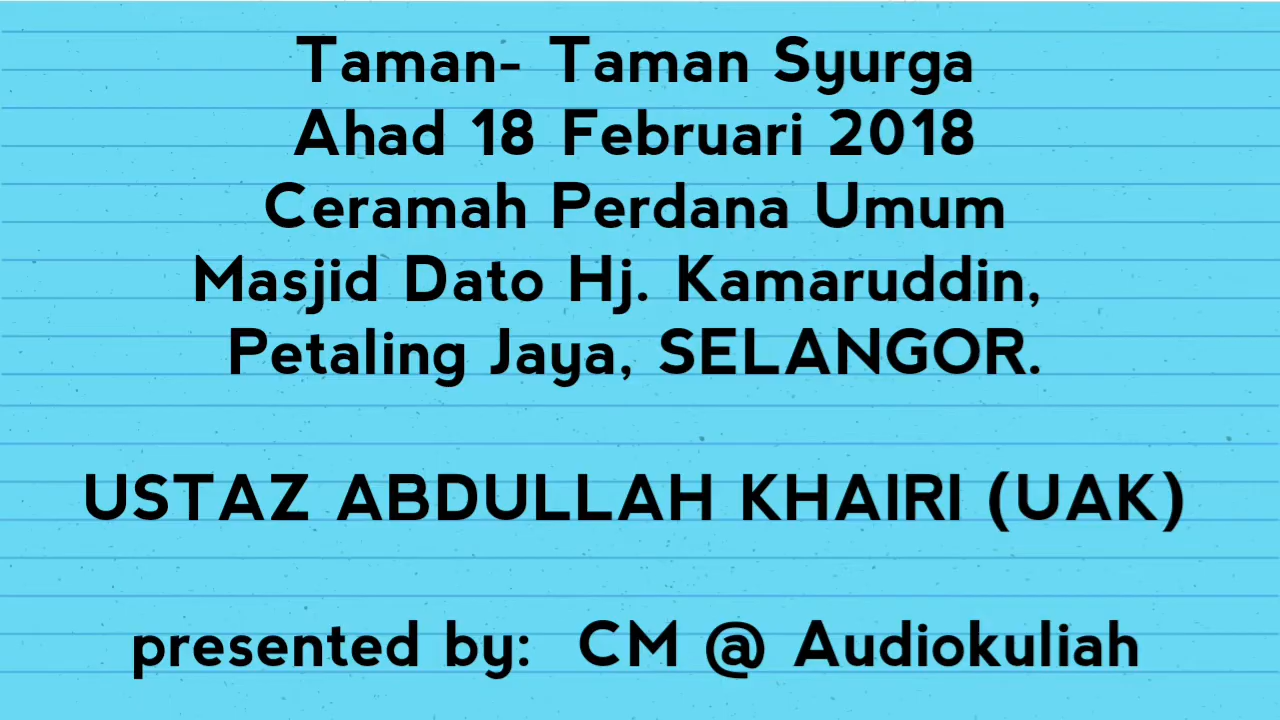 Taman- Taman Syurga
Ahad 18 Februari 2018
Ceramah Perdana Umum
Masjid Dato Hj. Kamaruddin,
Petaling Jaya, SELANGOR.
USTAZ ABDULLAH KHAIRI (UAK)
presented by: CM @ Audiokuliah